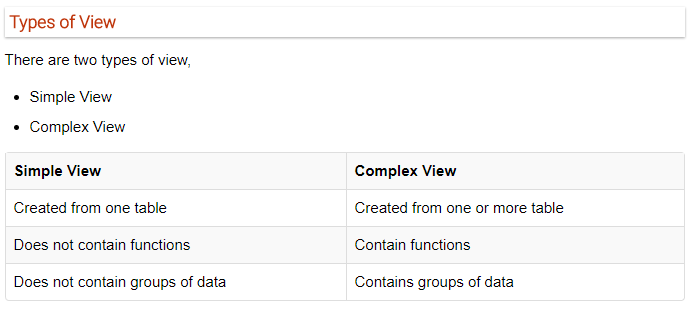 Types of View
There are two types of view,
Simple View
Complex View
Simple View Complex View
Created from one table Created from one or more table
Does not contain functions Contain functions
Does not contain groups of data Contains groups of data